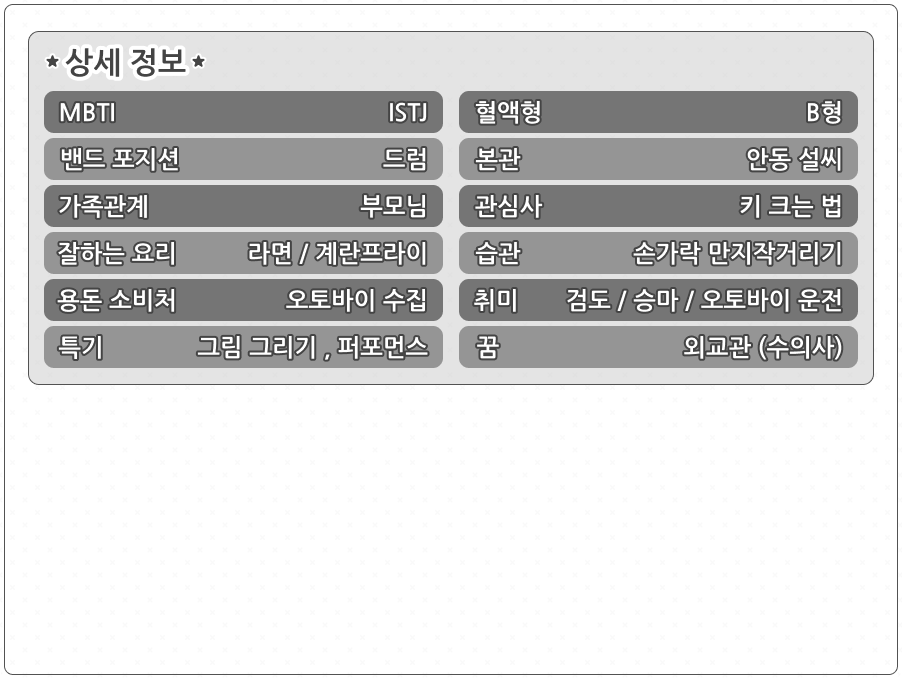 ★상세 정보★
MBTI ISTJ
혈액형 B형
밴드 포지션 드럼
본관 안동 설씨
가족관계 부모님
관심사 키 크는 법
잘하는 요리 라면 / 계란프라이
습관 손가락 만지작거리기
용돈 소비처 오토바이 수집
취미 검도 / 승마 / 오토바이 운전
특기 그림 그리기 , 퍼포먼스
꿈 외교관 (수의사)